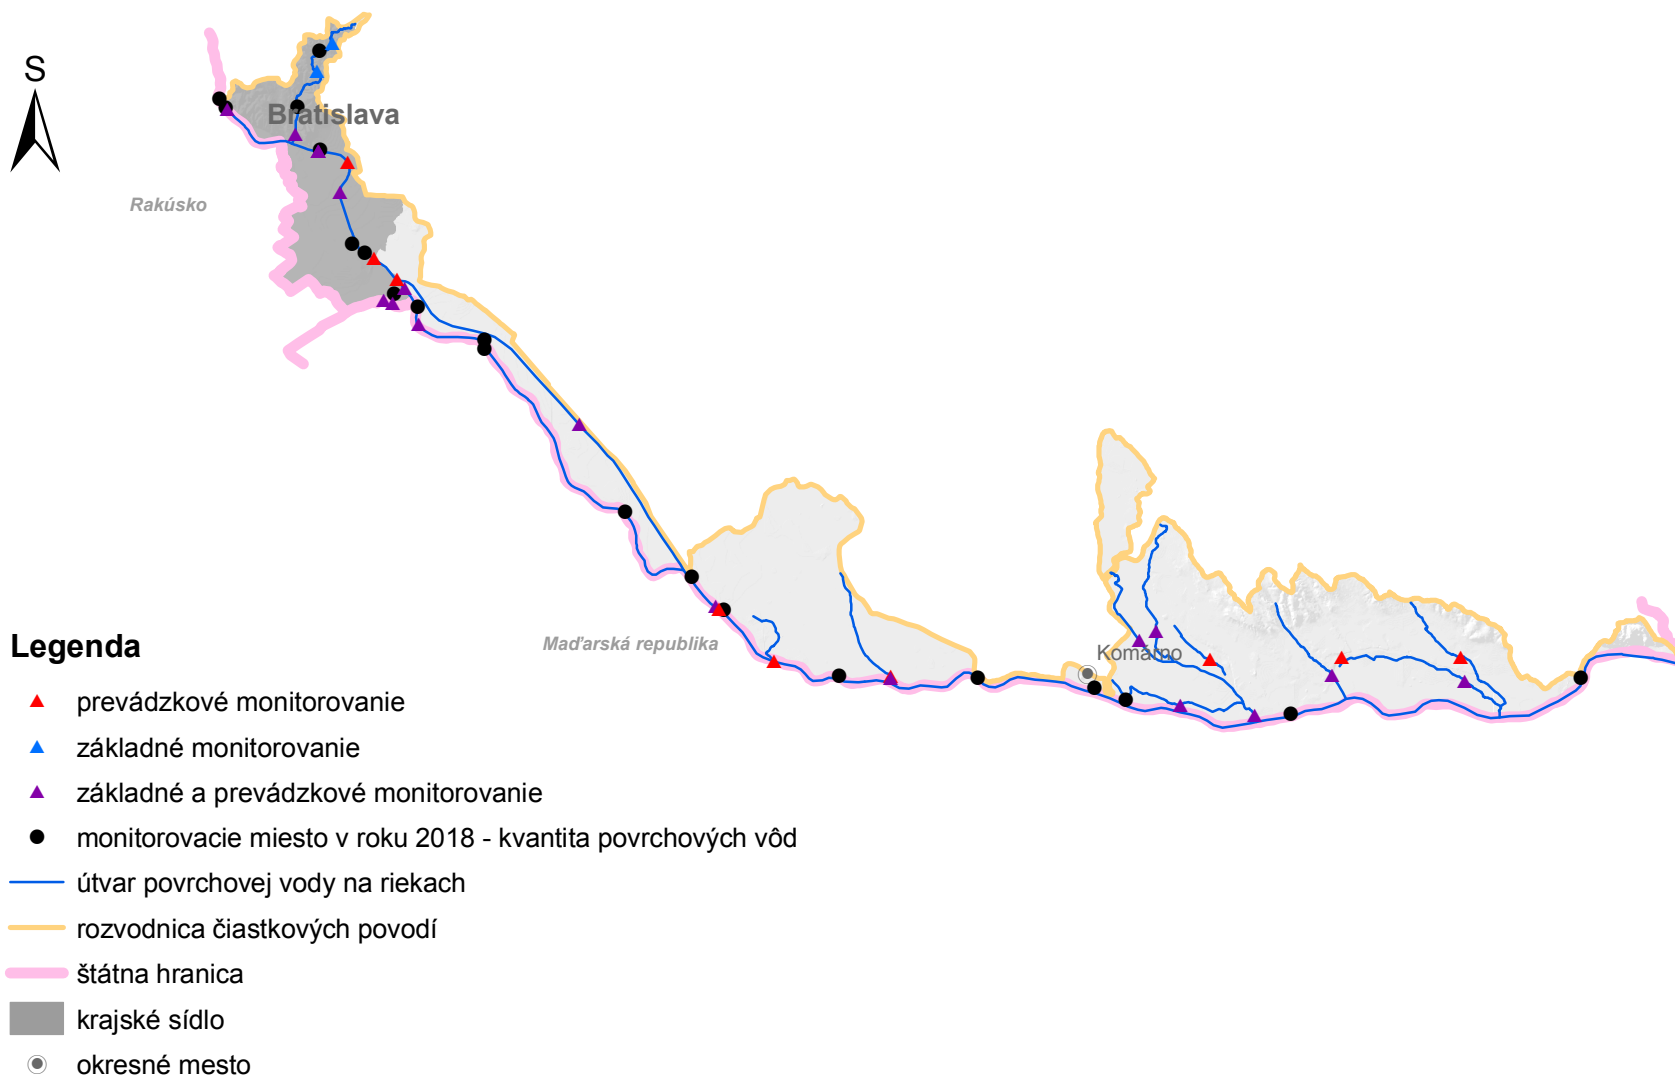 S
Bratislava
Rakúsko
Maďarská republika
Komárno
Legenda
prevádzkové monitorovanie
základné monitorovanie
základné a prevádzkové monitorovanie
monitorovacie miesto v roku 2018 - kvantita povrchových vôd
útvar povrchovej vody na riekach
rozvodnica čiastkových povodí
štátna hranica
krajské sídlo
okresné mesto